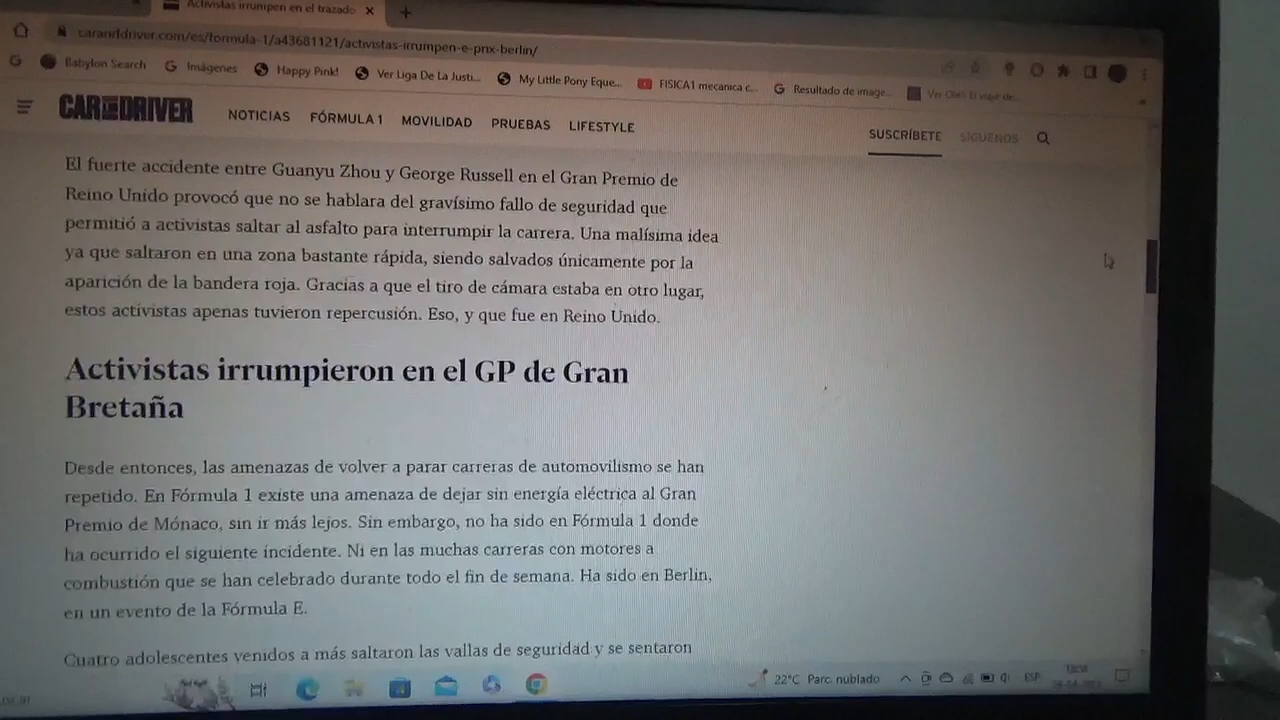 Activistas irrumpen en el trazado
caranddriver.com/es/formula-1/a43681121/activistas-irrumpen-e-prix-berlin/
Babylon Search Imágenes Happy Pink! Ver Liga De La Justi... My Little Pony Eque... FISICA1 mecanica c... Resultado de image...
CAR AND DRIVER NOTICIAS FÓRMULA 1 MOVILIDAD PRUEBAS LIFESTYLE SUSCRÍBETE SÍGUENOS
El fuerte accidente entre Guanyu Zhou y George Russell en el Gran Premio de
Reino Unido provocó que no se hablara del gravísimo fallo de seguridad que
permitió a activistas saltar al asfalto para interrumpir la carrera. Una malísima idea
ya que saltaron en una zona bastante rápida, siendo salvados únicamente por la
aparición de la bandera roja. Gracias a que el tiro de cámara estaba en otro lugar,
estos activistas apenas tuvieron repercusión. Eso, y que fue en Reino Unido.
Activistas irrumpieron en el GP de Gran
Bretaña
Desde entonces, las amenazas de volver a parar carreras de automovilismo se han
repetido. En Fórmula 1 existe una amenaza de dejar sin energía eléctrica al Gran
Premio de Mónaco, sin ir más lejos. Sin embargo, no ha sido en Fórmula 1 donde
ha ocurrido el siguiente incidente. Ni en las muchas carreras con motores a
combustión que se han celebrado durante todo el fin de semana. Ha sido en Berlin,
en un evento de la Fórmula E.
Cuatro adolescentes venidos a más saltaron las vallas de seguridad y se sentaron
22°C Parc. nublado ESP